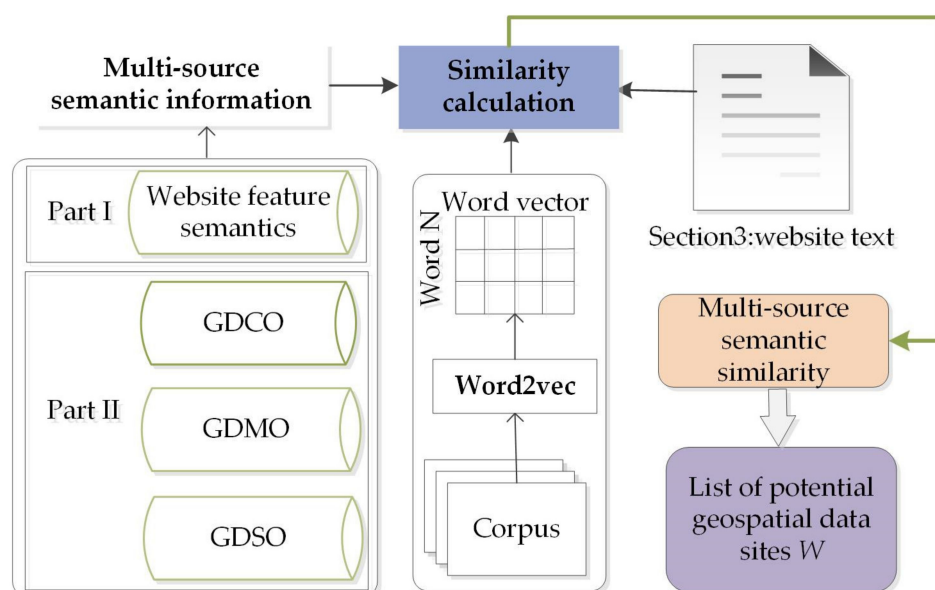 Multi-source
semantic information
Similarity
calculation
Section3:website text
Part I
Website feature
semantics
Part II
GDCO
GDMO
GDSO
Word vector
Word N
Word2vec
Corpus
Multi-source
semantic
similarity
List of potential
geospatial data
sites W